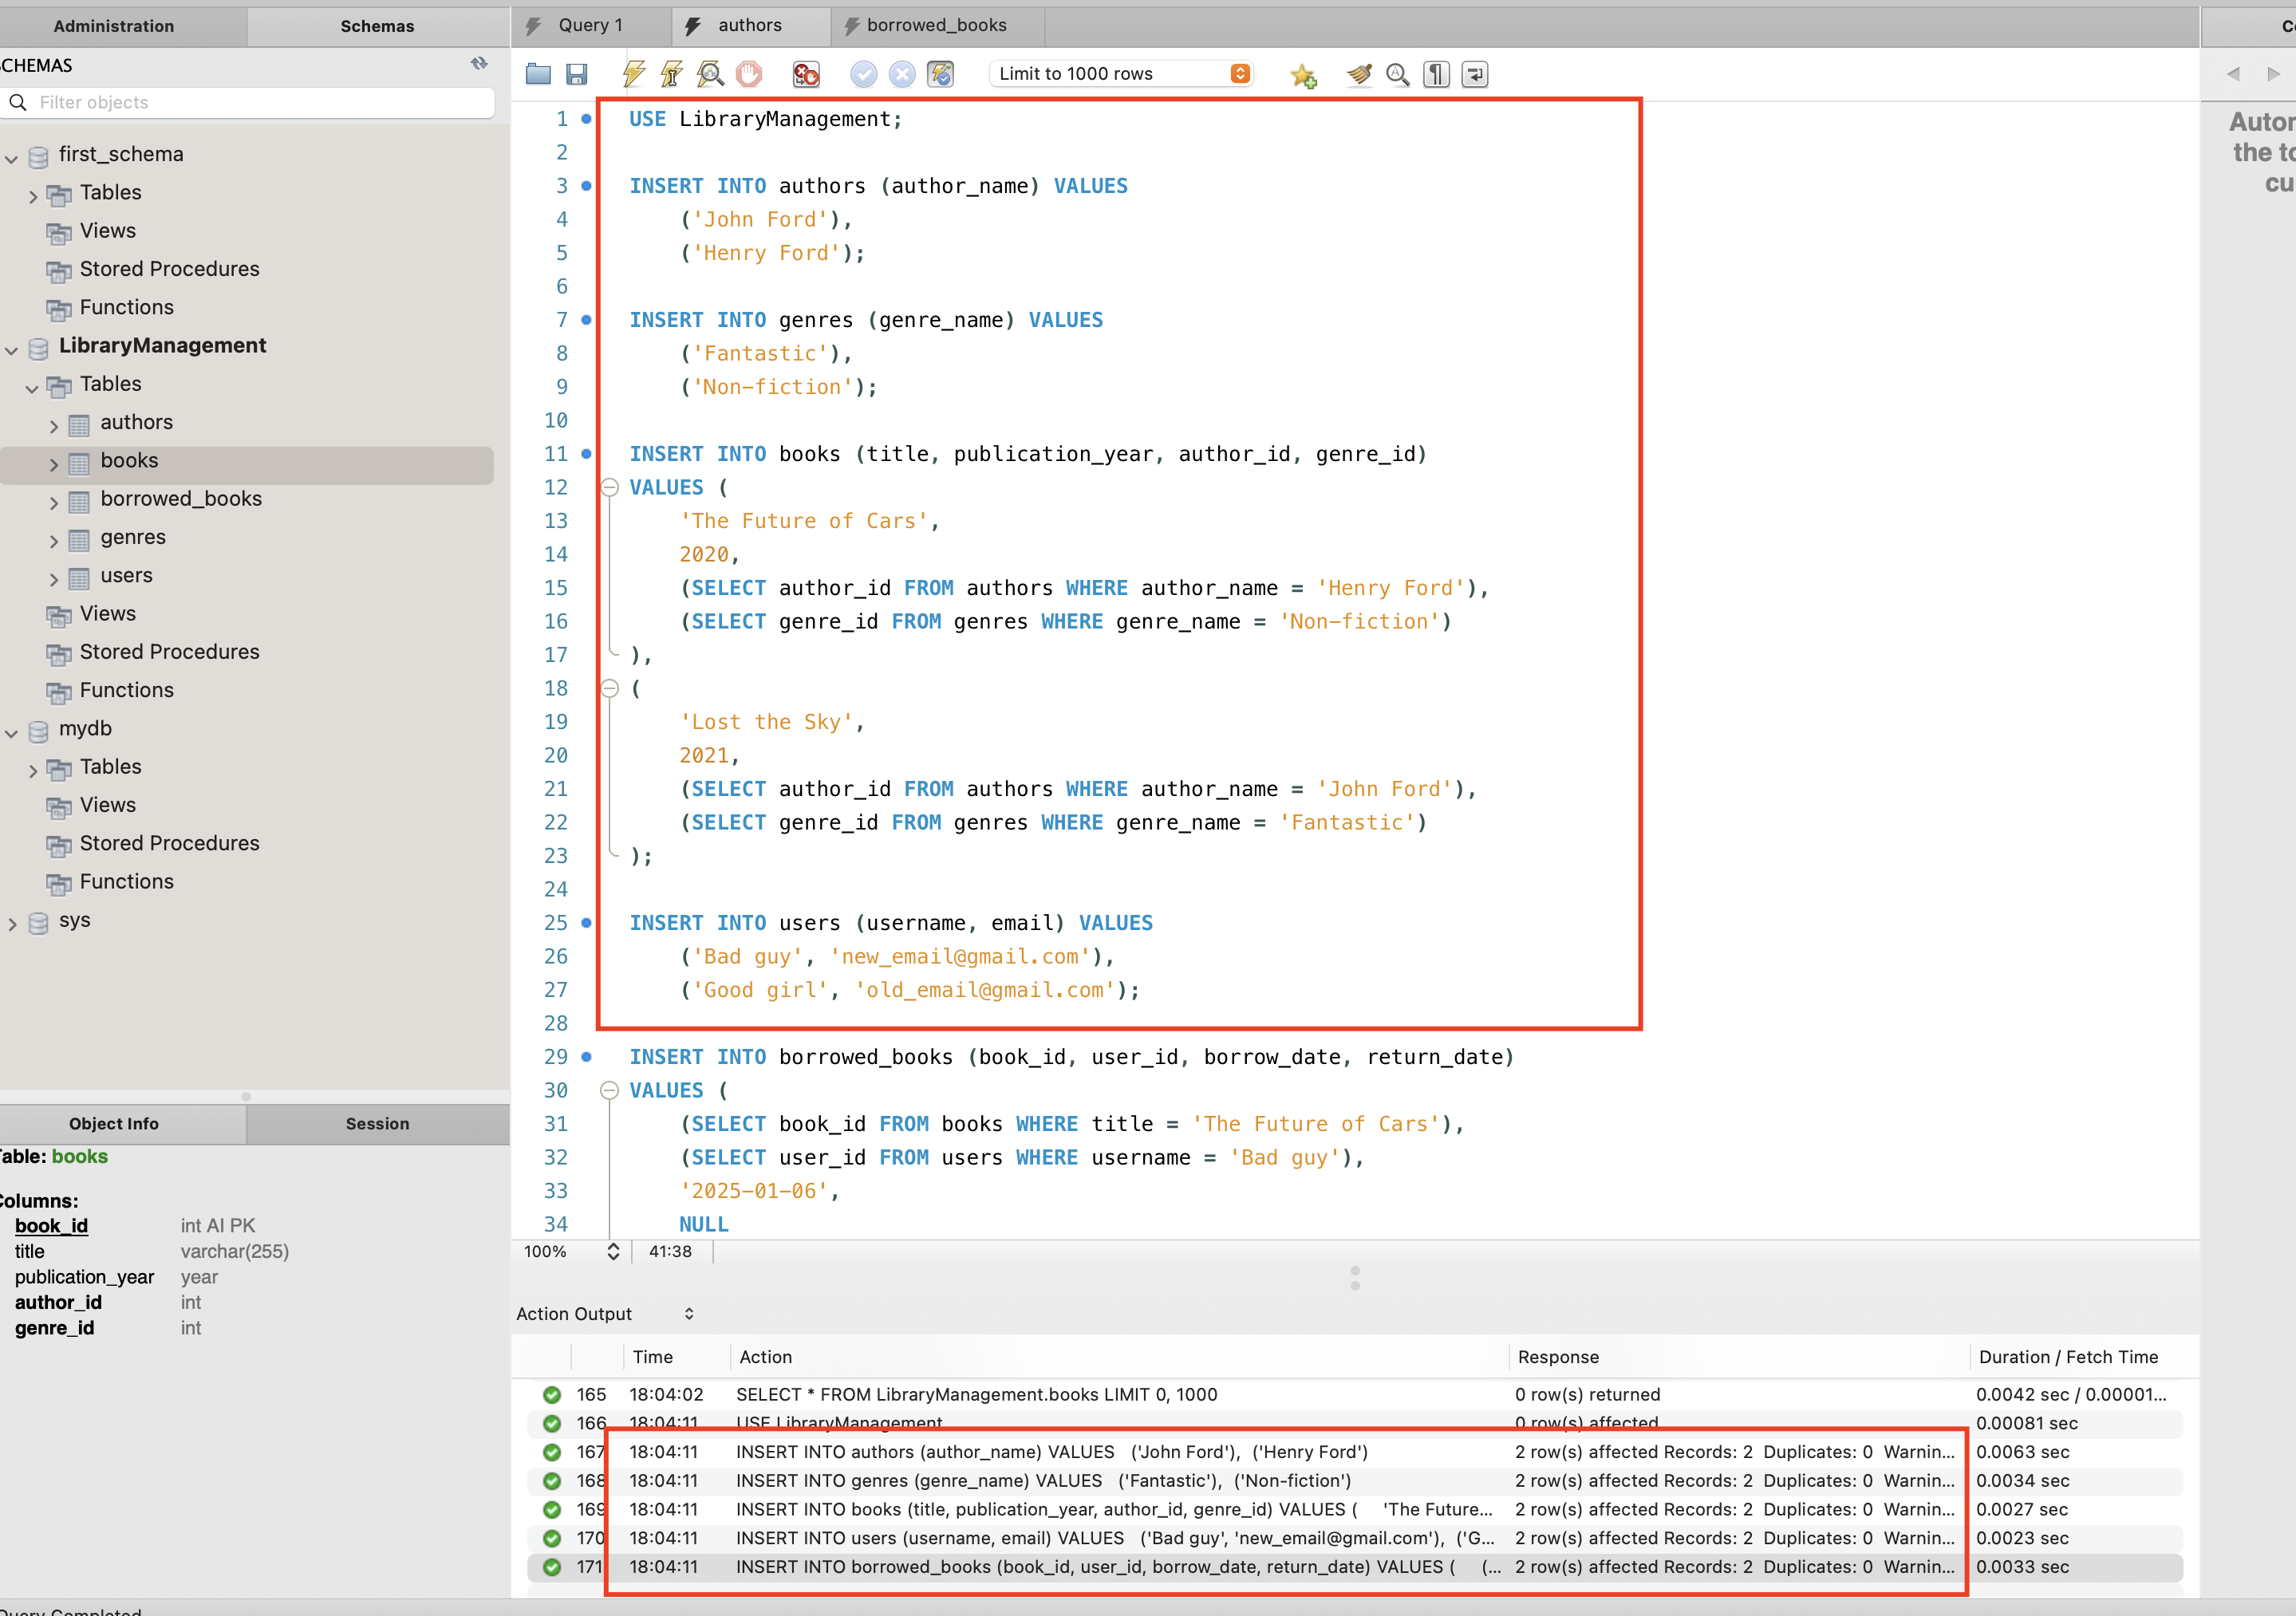 Administration
Schemas
SCHEMAS
Filter objects
first_schema
Tables
Views
Stored Procedures
Functions
LibraryManagement
Tables
authors
books
borrowed_books
genres
users
Views
Stored Procedures
Functions
mydb
Tables
Views
Stored Procedures
Functions
sys
Object Info
Session
Table: books
Columns:
book_id int AI PK
title varchar(255)
publication_year year
author_id int
genre_id int
Query Completed
Query 1
authors
borrowed_books
Limit to 1000 rows
1 USE LibraryManagement;
2
3 INSERT INTO authors (author_name) VALUES
4 ('John Ford'),
5 ('Henry Ford');
6
7 INSERT INTO genres (genre_name) VALUES
8 ('Fantastic'),
9 ('Non-fiction');
10
11 INSERT INTO books (title, publication_year, author_id, genre_id)
12 VALUES (
13 'The Future of Cars',
14 2020,
15 (SELECT author_id FROM authors WHERE author_name = 'Henry Ford'),
16 (SELECT genre_id FROM genres WHERE genre_name = 'Non-fiction')
17 ),
18 (
19 'Lost the Sky',
20 2021,
21 (SELECT author_id FROM authors WHERE author_name = 'John Ford'),
22 (SELECT genre_id FROM genres WHERE genre_name = 'Fantastic')
23 );
24
25 INSERT INTO users (username, email) VALUES
26 ('Bad guy', 'new_email@gmail.com'),
27 ('Good girl', 'old_email@gmail.com');
28
29 INSERT INTO borrowed_books (book_id, user_id, borrow_date, return_date)
30 VALUES (
31 (SELECT book_id FROM books WHERE title = 'The Future of Cars'),
32 (SELECT user_id FROM users WHERE username = 'Bad guy'),
33 '2025-01-06',
34 NULL
100%
41:38
Action Output
Time Action Response Duration / Fetch Time
165 18:04:02 SELECT * FROM LibraryManagement.books LIMIT 0, 1000 0 row(s) returned 0.0042 sec / 0.00001...
166 18:04:11 USE LibraryManagement 0 row(s) affected 0.00081 sec
167 18:04:11 INSERT INTO authors (author_name) VALUES ('John Ford'), ('Henry Ford') 2 row(s) affected Records: 2 Duplicates: 0 Warnin... 0.0063 sec
168 18:04:11 INSERT INTO genres (genre_name) VALUES ('Fantastic'), ('Non-fiction') 2 row(s) affected Records: 2 Duplicates: 0 Warnin... 0.0034 sec
169 18:04:11 INSERT INTO books (title, publication_year, author_id, genre_id) VALUES ( 'The Future... 2 row(s) affected Records: 2 Duplicates: 0 Warnin... 0.0027 sec
170 18:04:11 INSERT INTO users (username, email) VALUES ('Bad guy', 'new_email@gmail.com'), ('G... 2 row(s) affected Records: 2 Duplicates: 0 Warnin... 0.0023 sec
171 18:04:11 INSERT INTO borrowed_books (book_id, user_id, borrow_date, return_date) VALUES ( (... 2 row(s) affected Records: 2 Duplicates: 0 Warnin... 0.0033 sec